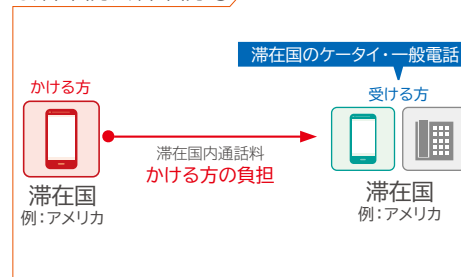 滞在国のケータイ・一般電話
かける方
受ける方
滞在国内通話料
かける方の負担
滞在国
例：アメリカ
滞在国
例：アメリカ